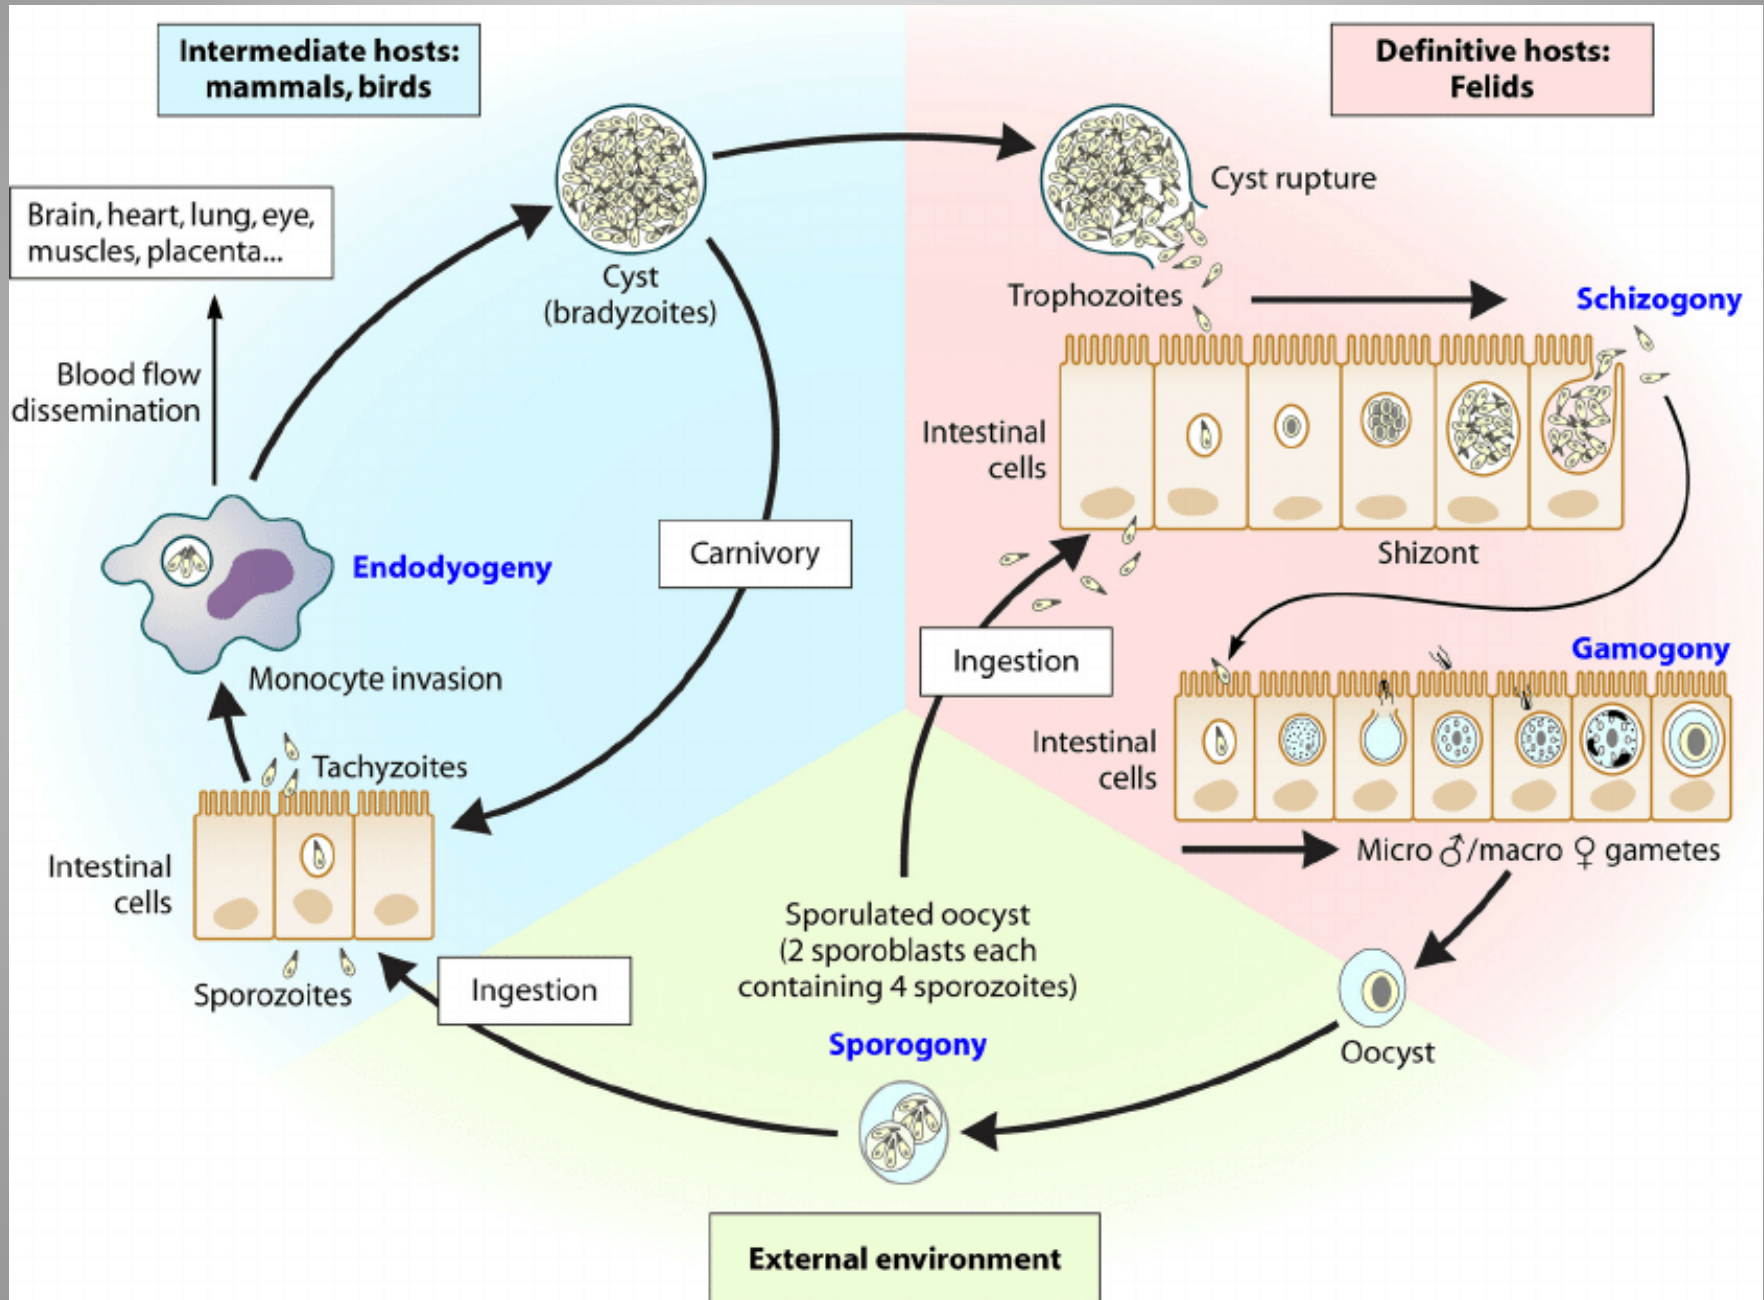 Intermediate hosts:
mammals, birds
Definitive hosts:
Felids
Brain, heart, lung, eye,
muscles, placenta...
Cyst
(bradyzoites)
Cyst rupture
Trophozoites
Schizogony
Blood flow
dissemination
Intestinal
cells
Shizont
Endodyogeny
Carnivory
Monocyte invasion
Ingestion
Gamogony
Tachyzoites
Intestinal
cells
Micro ♂/macro ♀ gametes
Intestinal
cells
Sporozoites
Ingestion
Sporulated oocyst
(2 sporoblasts each
containing 4 sporozoites)
Sporogony
Oocyst
External environment